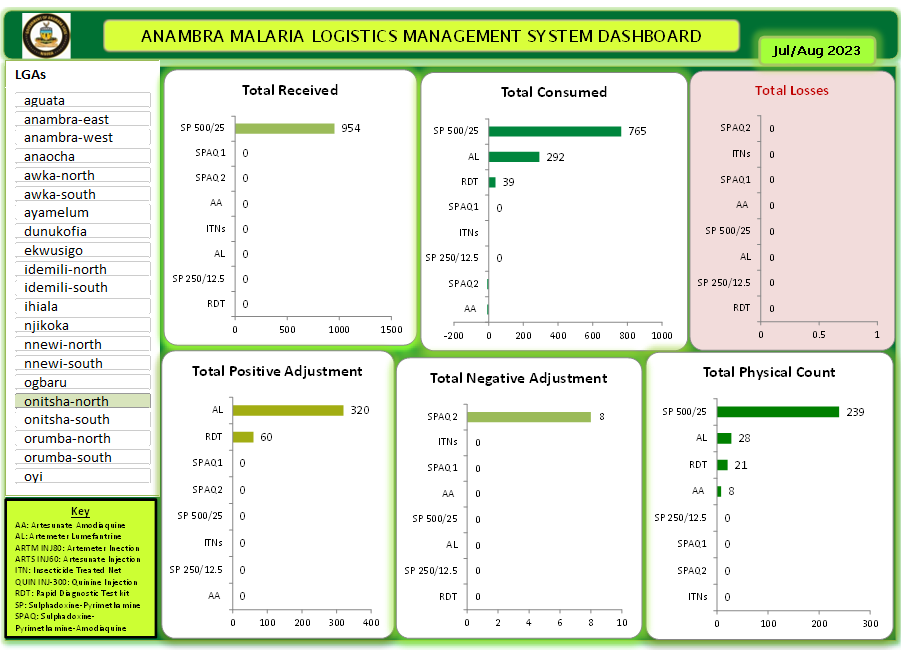 ANAMBRA MALARIA LOGISTICS MANAGEMENT SYSTEM DASHBOARD
Jul/Aug 2023
LGAs
aguata
anambra-east
anambra-west
anaocha
awka-north
awka-south
ayamelum
dunukofia
ekwusigo
idemili-north
idemili-south
ihiala
njikoka
nnewi-north
nnewi-south
ogbaru
onitsha-north
onitsha-south
orumba-north
orumba-south
oyi
Key
AA: Artesunate Amodiaquine
AL: Artemeter Lumefantrine
ARTM INJ80: Artemeter Inection
ARTS INJ60: Artesunate Injection
ITN: Insecticide Treated Net
QUIN INJ-300: Quinine Injection
RDT: Rapid Diagnostic Test kit
SP: Sulphadoxine-Pyrimethamine
SPAQ: Sulphadoxine-
Pyrimethamine-Amodiaquine
Total Received
SP 500/25 954
SPAQ1 0
SPAQ2 0
AA 0
ITNs 0
AL 0
SP 250/12.5 0
RDT 0
0 500 1000 1500
Total Consumed
SP 500/25 765
AL 292
RDT 39
SPAQ1 0
ITNs
SP 250/12.5 0
SPAQ2
AA
-200 0 200 400 600 800 1000
Total Losses
SPAQ2 0
ITNs 0
SPAQ1 0
AA 0
SP 500/25 0
AL 0
SP 250/12.5 0
RDT 0
0 0.5 1
Total Positive Adjustment
AL 320
RDT 60
SPAQ1 0
SPAQ2 0
SP 500/25 0
ITNs 0
SP 250/12.5 0
AA 0
0 100 200 300 400
Total Negative Adjustment
SPAQ2 8
ITNs 0
SPAQ1 0
AA 0
SP 500/25 0
AL 0
SP 250/12.5 0
RDT 0
0 2 4 6 8 10
Total Physical Count
SP 500/25 239
AL 28
RDT 21
AA 8
SP 250/12.5 0
SPAQ1 0
SPAQ2 0
ITNs 0
0 100 200 300